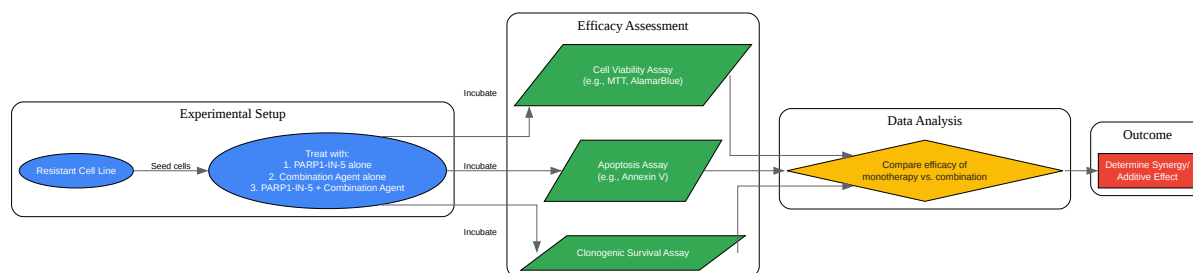 Experimental Setup
Resistant Cell Line
Seed cells
Treat with:
1. PARP1-IN-5 alone
2. Combination Agent alone
3. PARP1-IN-5 + Combination Agent
Incubate
Incubate
Incubate
Efficacy Assessment
Cell Viability Assay
(e.g., MTT, AlamarBlue)
Apoptosis Assay
(e.g., Annexin V)
Clonogenic Survival Assay
Data Analysis
Compare efficacy of
monotherapy vs. combination
Outcome
Determine Synergy/
Additive Effect